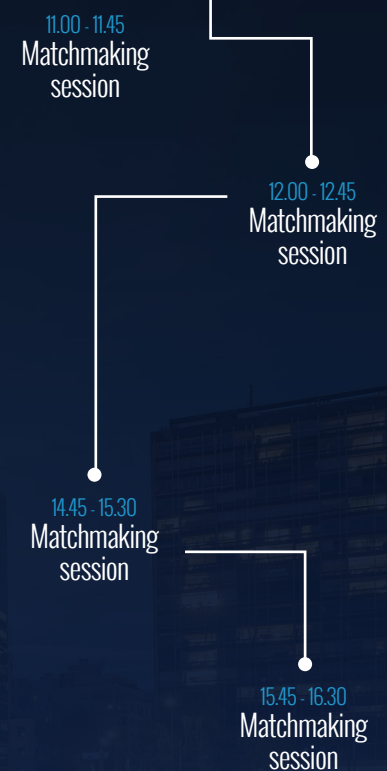 11.00 - 11.45
Matchmaking
session
12.00 - 12.45
Matchmaking
session
14.45 - 15.30
Matchmaking
session
15.45 - 16.30
Matchmaking
session